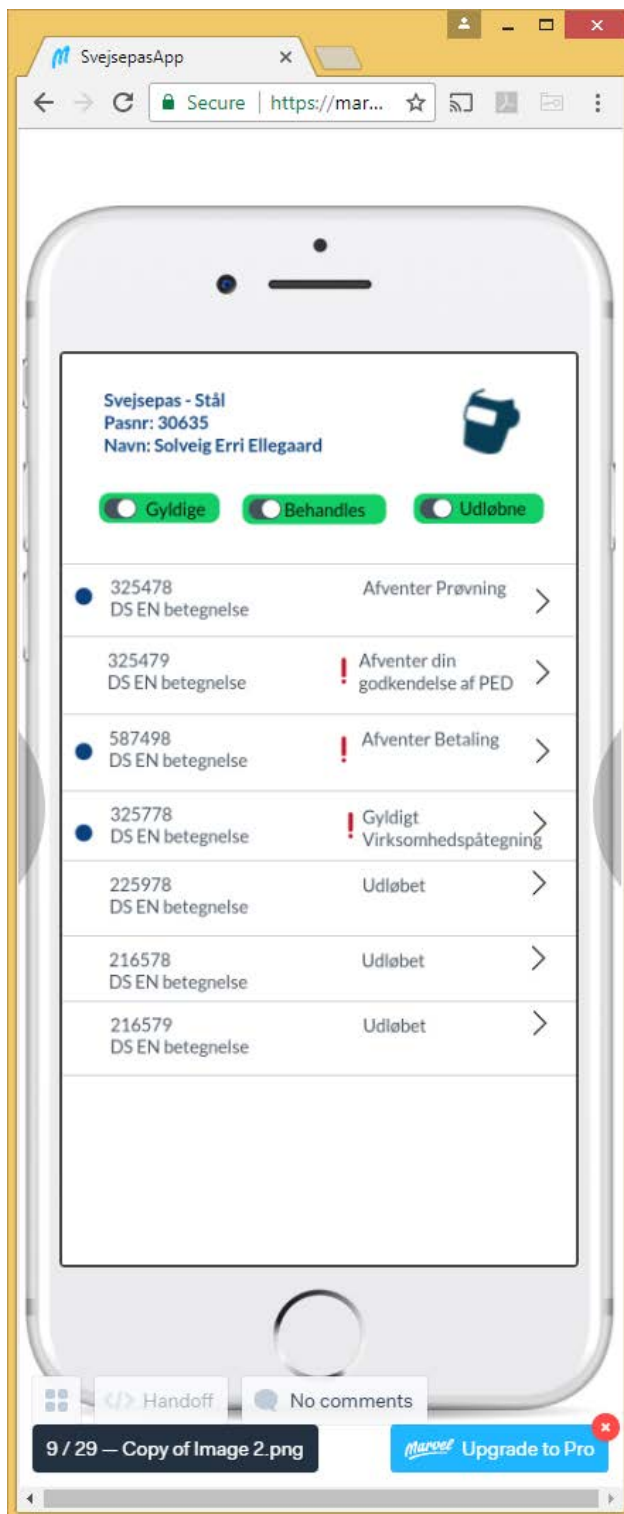 SvejsepasApp
Secure | https://mar...
Svejsepas - Stål
Pasnr: 30635
Navn: Solveig Erri Ellegaard
Gyldige Behandles Udløbne
325478 Afventer Prøvning
DS EN betegnelse
325479 Afventer din
DS EN betegnelse godkendelse af PED
587498 Afventer Betaling
DS EN betegnelse
325778 Gyldigt
DS EN betegnelse Virksomhedspåtegning
225978 Udløbet
DS EN betegnelse
216578 Udløbet
DS EN betegnelse
216579 Udløbet
DS EN betegnelse
</> Handoff No comments
9 / 29 — Copy of Image 2.png Marvel Upgrade to Pro